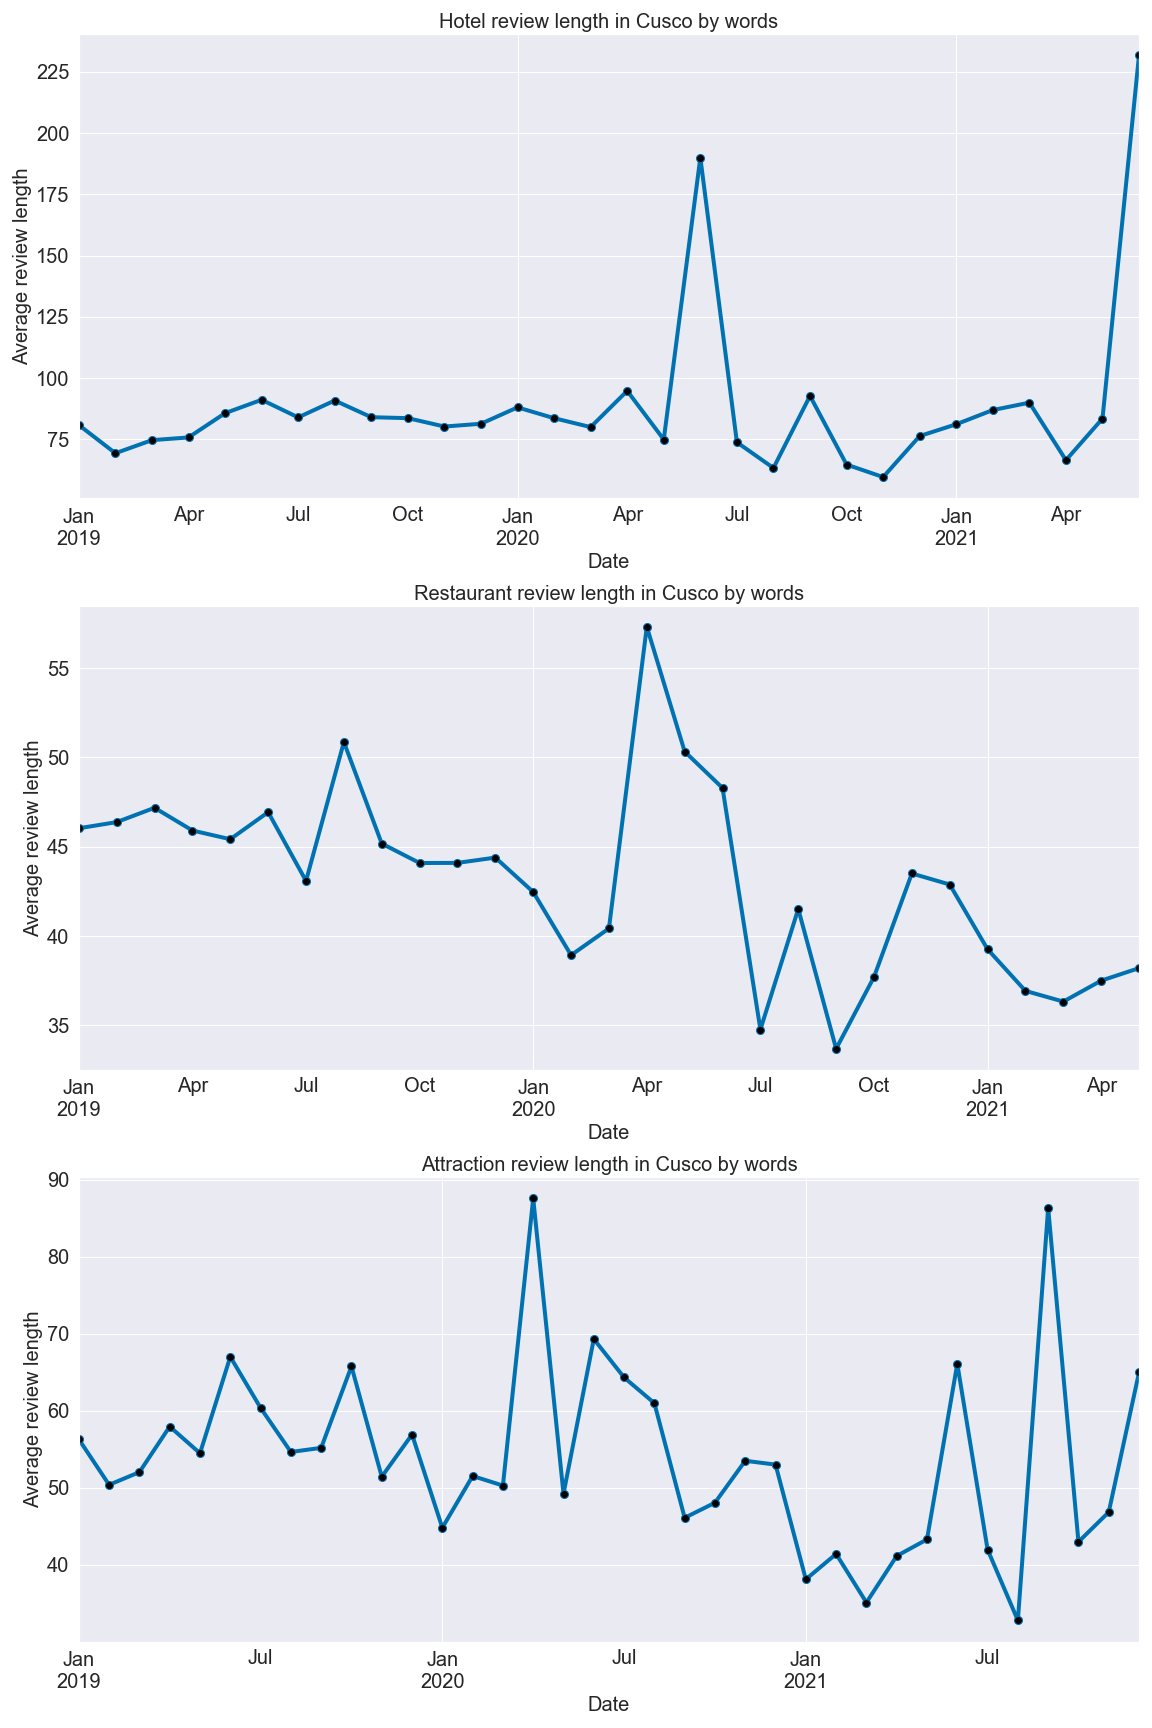 Hotel review length in Cusco by words
Average review length
225
200
175
150
125
100
75
Jan Apr Jul Oct Jan Apr Jul Oct Jan Apr
2019 2020 2021
Date
Restaurant review length in Cusco by words
Average review length
55
50
45
40
35
Jan Apr Jul Oct Jan Apr Jul Oct Jan Apr
2019 2020 2021
Date
Attraction review length in Cusco by words
Average review length
90
80
70
60
50
40
Jan Jul Jan Jul Jan Jul
2019 2020 2021
Date